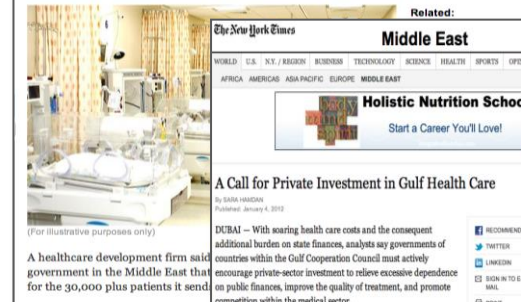 Related:
The New York Times
Middle East
WORLD U.S. N.Y. / REGION BUSINESS TECHNOLOGY SCIENCE HEALTH SPORTS
AFRICA AMERICAS ASIA PACIFIC EUROPE MIDDLE EAST
Holistic Nutrition Schoo
Start a Career You'll Love!
A Call for Private Investment in Gulf Health Care
By SARA HAMDAN
Published: January 4, 2012
(For illustrative purposes only)
A healthcare development firm said
government in the Middle East that
for the 30,000 plus patients it send
DUBAI — With soaring health care costs and the consequent
additional burden on state finances, analysts say governments of
countries within the Gulf Cooperation Council must actively
encourage private-sector investment to relieve excessive dependence
on public finances, improve the quality of treatment, and promote
competition within the medical sector.
RECOMMEND
TWITTER
LINKEDIN
SIGN IN TO E
MAIL